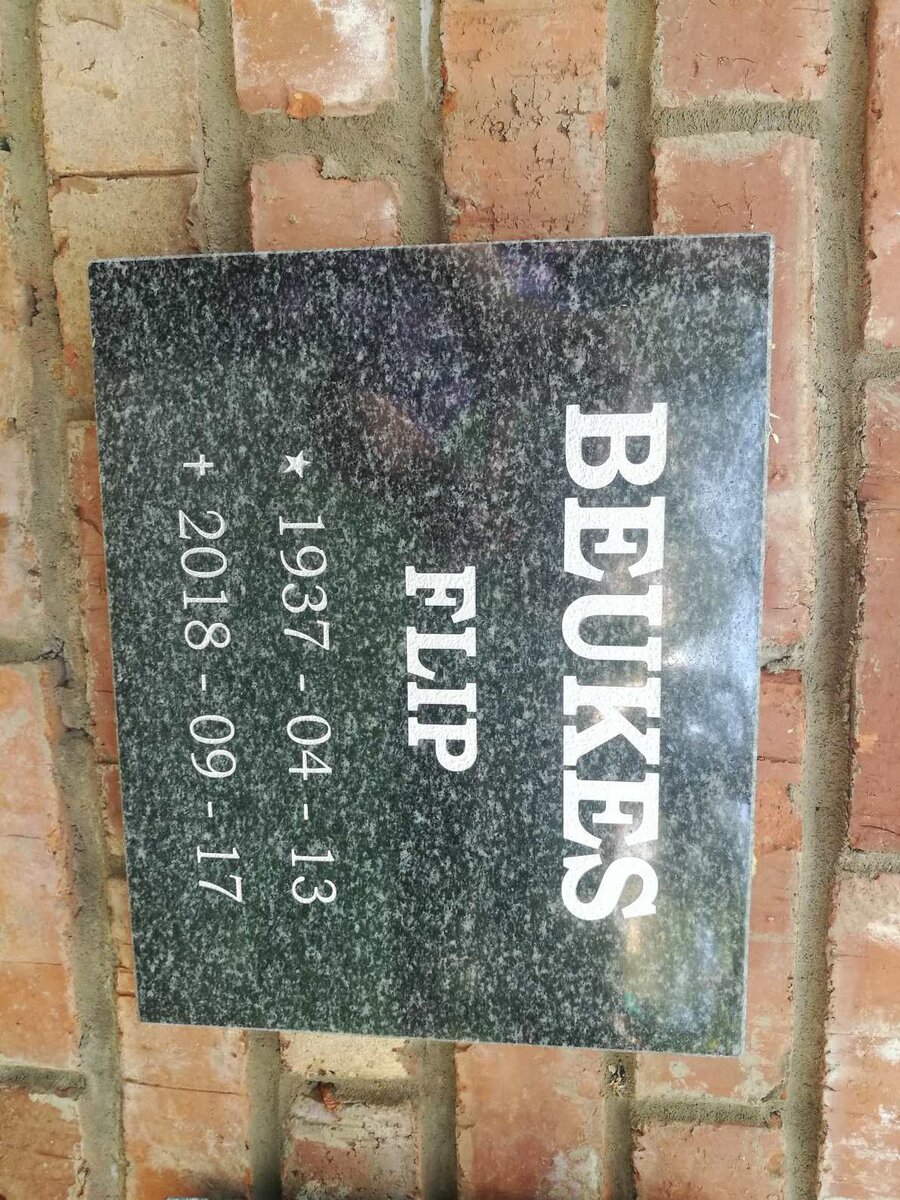 BEUKES
FLIP
★ 1937-04-13
+ 2018-09-17